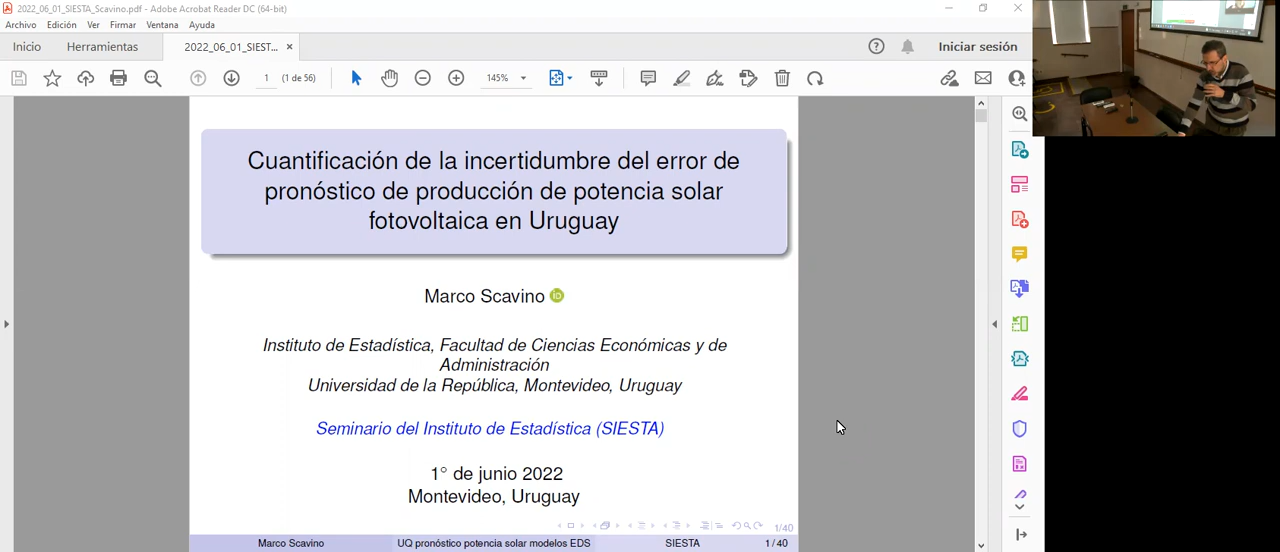 2022_06_01_SIESTA_Scavino.pdf - Adobe Acrobat Reader DC (64-bit)
Archivo Edición Ver Firmar Ventana Ayuda
Inicio Herramientas 2022_06_01_SIEST... × Iniciar sesión
1 (1 de 56) 145%
Cuantificación de la incertidumbre del error de
pronóstico de producción de potencia solar
fotovoltaica en Uruguay
Marco Scavino iD
Instituto de Estadística, Facultad de Ciencias Económicas y de
Administración
Universidad de la República, Montevideo, Uruguay
Seminario del Instituto de Estadística (SIESTA)
1° de junio 2022
Montevideo, Uruguay
1/40
Marco Scavino UQ pronóstico potencia solar modelos EDS SIESTA 1 / 40